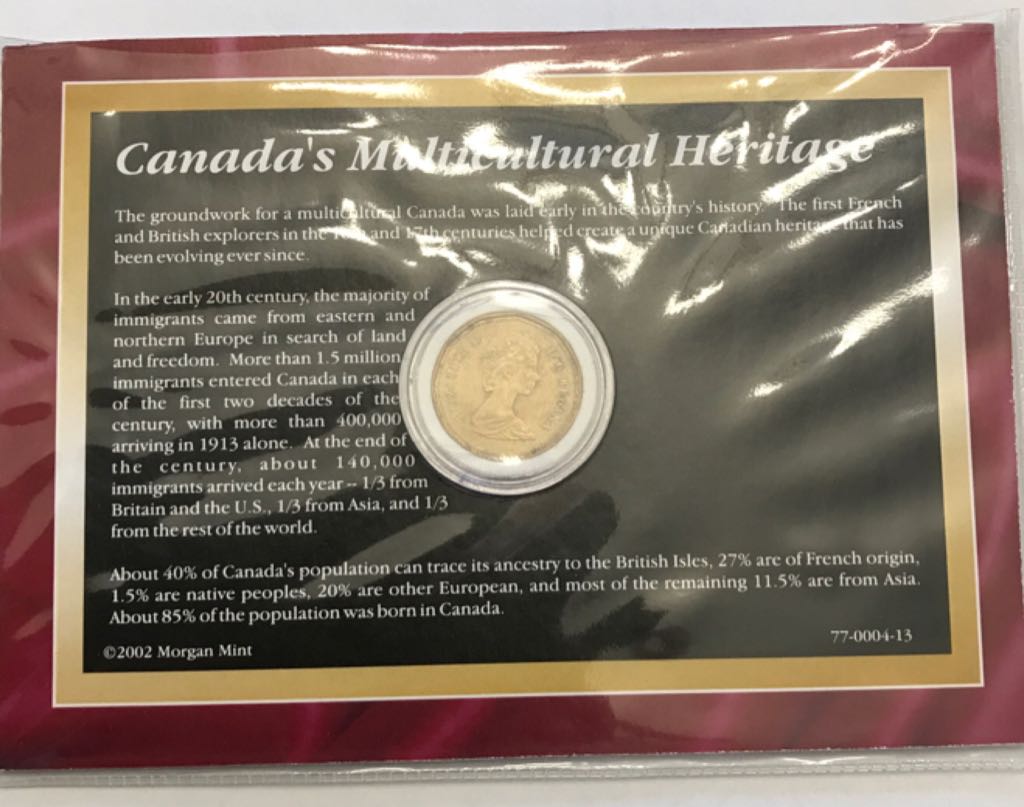 Canada's Multicultural Heritage
The groundwork for a multicultural Canada was laid early in the country's history. The first French
and British explorers in the and 17th centuries helped create a unique Canadian heritage that has
been evolving ever since.
In the early 20th century, the majority of
immigrants came from eastern and
northern Europe in search of land
and freedom. More than 1.5 million
immigrants entered Canada in each
of the first two decades of the
century, with more than 400,000
arriving in 1913 alone. At the end of
the century, about 140,000
immigrants arrived each year -- 1/3 from
Britain and the U.S., 1/3 from Asia, and 1/3
from the rest of the world.
About 40% of Canada's population can trace its ancestry to the British Isles, 27% are of French origin,
1.5% are native peoples, 20% are other European, and most of the remaining 11.5% are from Asia.
About 85% of the population was born in Canada.
77-0004-13
©2002 Morgan Mint